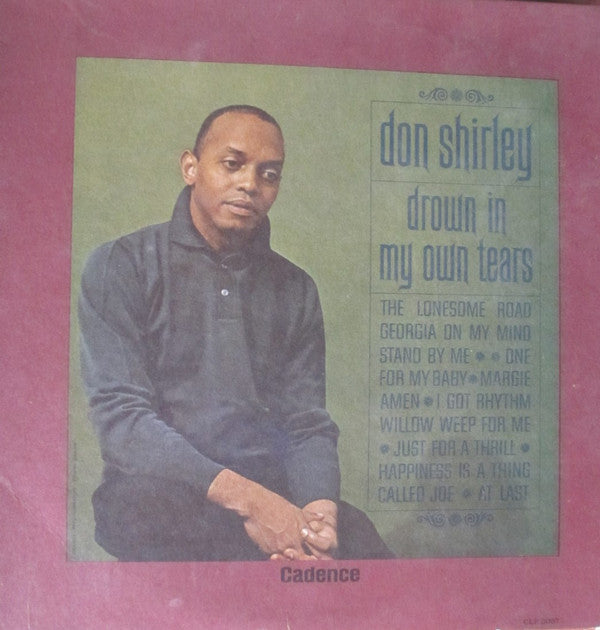 don shirley
drown in
my own tears
THE LONESOME ROAD
GEORGIA ON MY MIND
STAND BY ME • • ONE
FOR MY BABY • MARGIE
AMEN • I GOT RHYTHM
WILLOW WEEP FOR ME
• JUST FOR A THRILL •
HAPPINESS IS A THING
CALLED JOE • AT LAST
Cadence